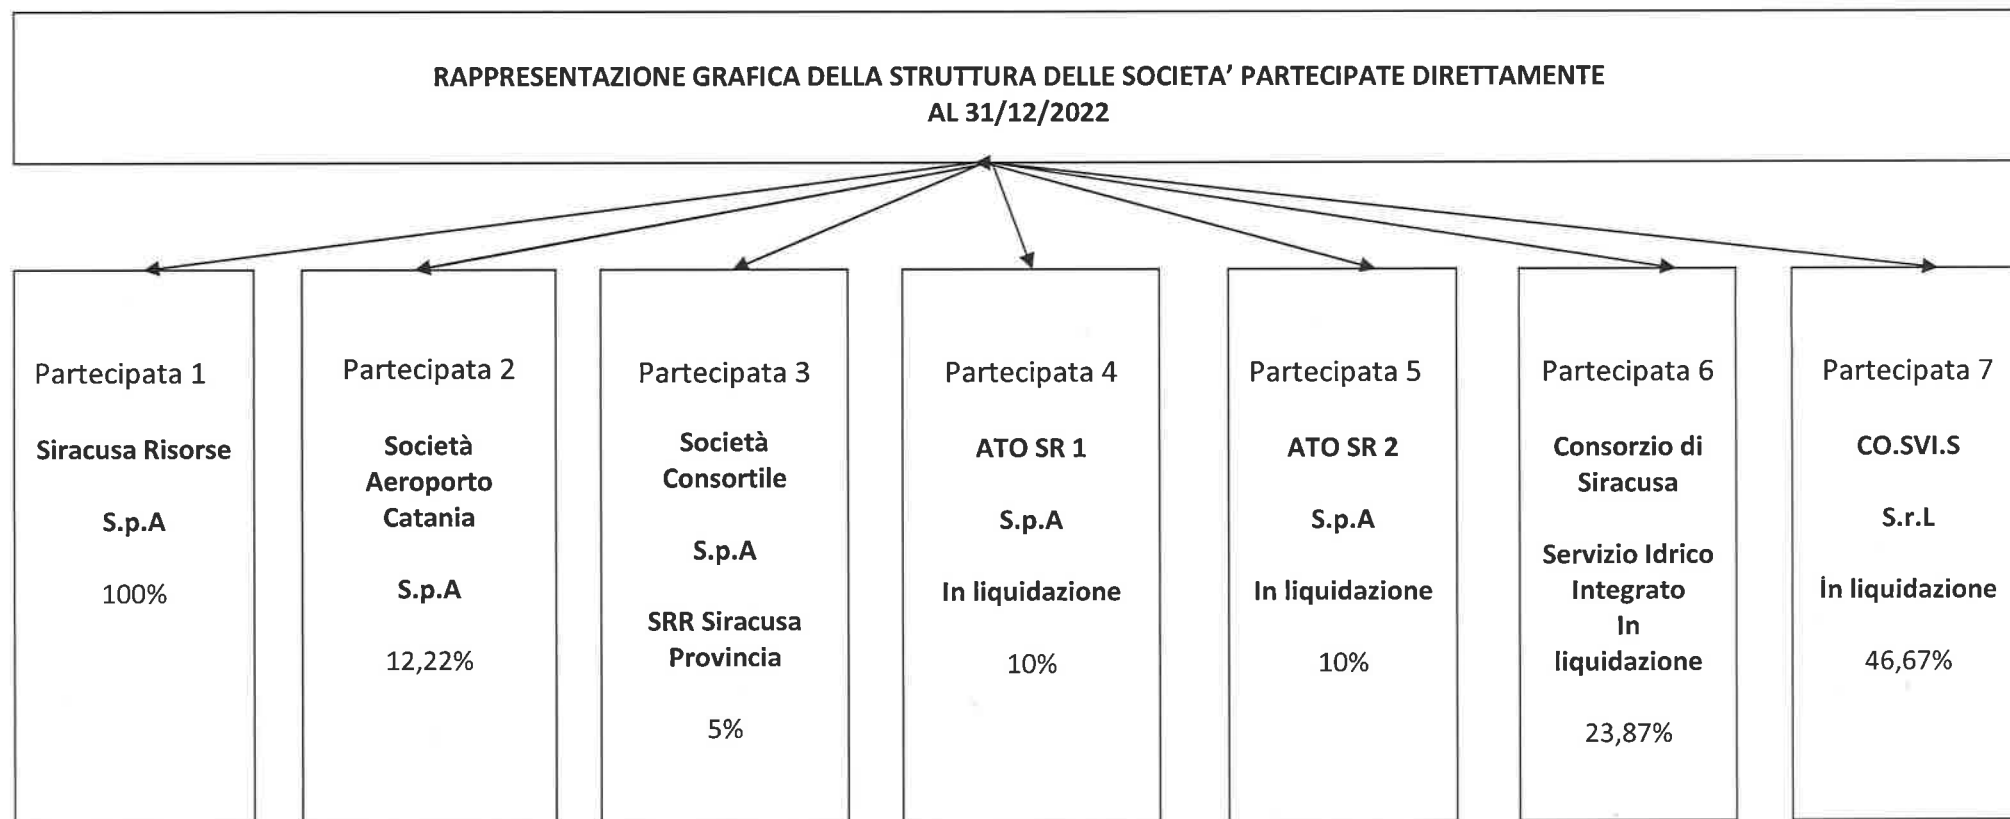 RAPPRESENTAZIONE GRAFICA DELLA STRUTTURA DELLE SOCIETA' PARTECIPATE DIRETTAMENTE
AL 31/12/2022
Partecipata 1
Siracusa Risorse
S.p.A
100%
Partecipata 2
Società
Aeroporto
Catania
S.p.A
12,22%
Partecipata 3
Società
Consortile
S.p.A
SRR Siracusa
Provincia
5%
Partecipata 4
ATO SR 1
S.p.A
In liquidazione
10%
Partecipata 5
ATO SR 2
S.p.A
In liquidazione
10%
Partecipata 6
Consorzio di
Siracusa
Servizio Idrico
Integrato
In
liquidazione
23,87%
Partecipata 7
CO.SVI.S
S.r.L
In liquidazione
46,67%